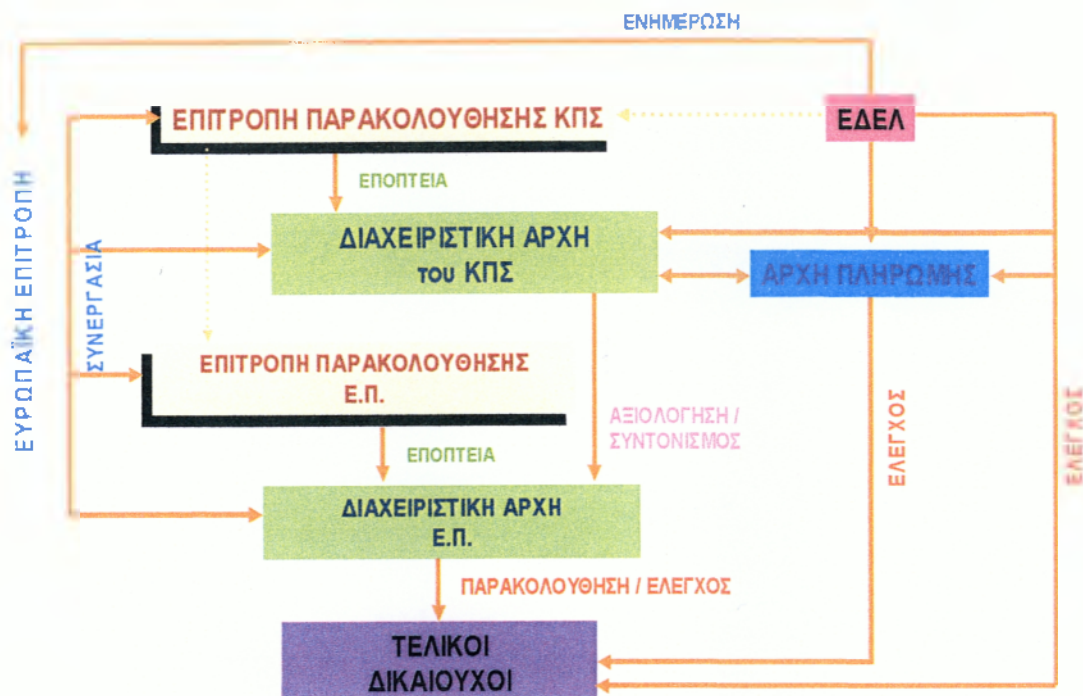 ΕΝΗΜΕΡΩΣΗ
ΕΠΙΤΡΟΠΗ ΠΑΡΑΚΟΛΟΥΘΗΣΗΣ ΚΠΣ
ΕΔΕΛ
ΕΠΟΠΤΕΙΑ
ΔΙΑΧΕΙΡΙΣΤΙΚΗ ΑΡΧΗ
του ΚΠΣ
ΑΡΧΗ ΠΛΗΡΩΜΗΣ
ΕΥΡΩΠΑΪΚΗ ΕΠΙΤΡΟΠΗ
ΣΥΝΕΡΓΑΣΙΑ
ΕΠΙΤΡΟΠΗ ΠΑΡΑΚΟΛΟΥΘΗΣΗΣ
Ε.Π.
ΑΞΙΟΛΟΓΗΣΗ /
ΣΥΝΤΟΝΙΣΜΟΣ
ΕΛΕΓΧΟΣ
ΕΛΕΓΧΟΣ
ΕΠΟΠΤΕΙΑ
ΔΙΑΧΕΙΡΙΣΤΙΚΗ ΑΡΧΗ
Ε.Π.
ΠΑΡΑΚΟΛΟΥΘΗΣΗ / ΕΛΕΓΧΟΣ
ΤΕΛΙΚΟΙ
ΔΙΚΑΙΟΥΧΟΙ